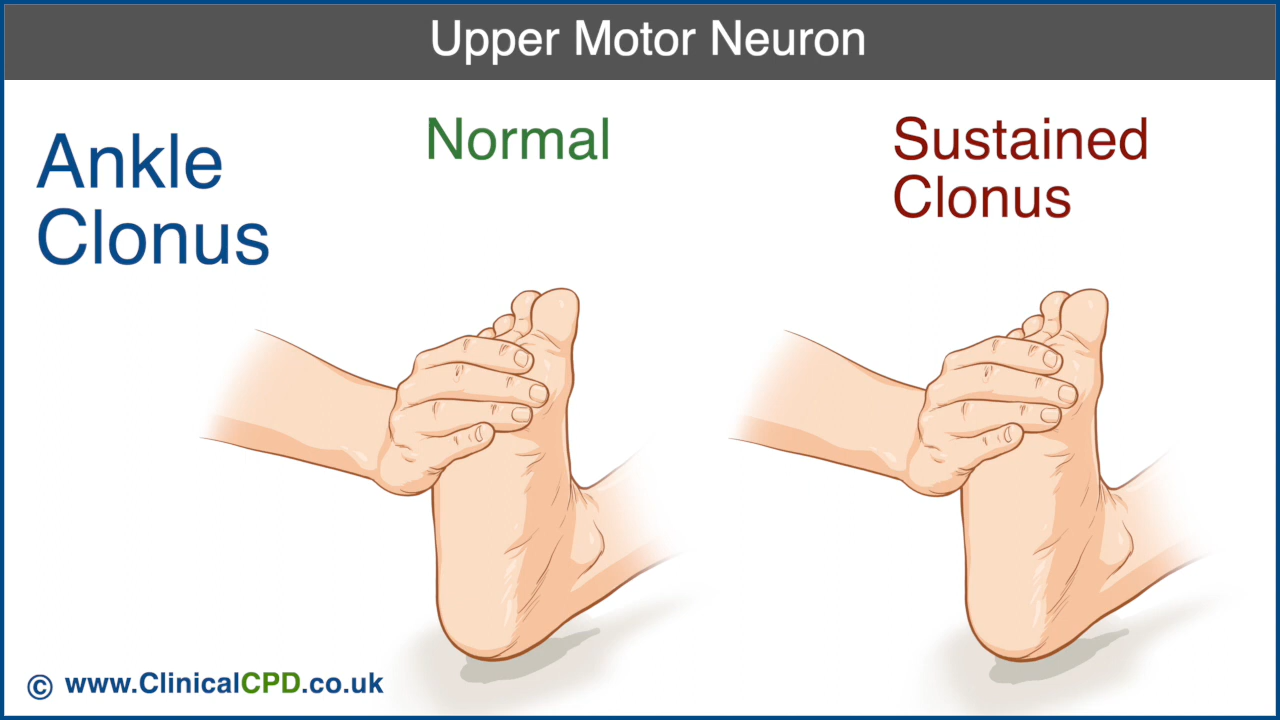 Upper Motor Neuron
Ankle
Clonus
Normal
Sustained
Clonus
© www.ClinicalCPD.co.uk